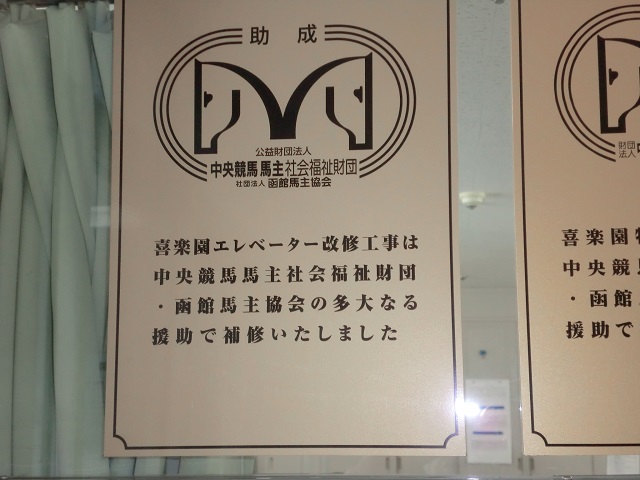 助成
公益財団法人
中央競馬馬主社会福祉財団
社団法人 函館馬主協会
喜楽園エレベーター改修工事は
中央競馬馬主社会福祉財団
・函館馬主協会の多大なる
援助で補修いたしました
財団
法人
喜楽園
中央競
・函館
援助で